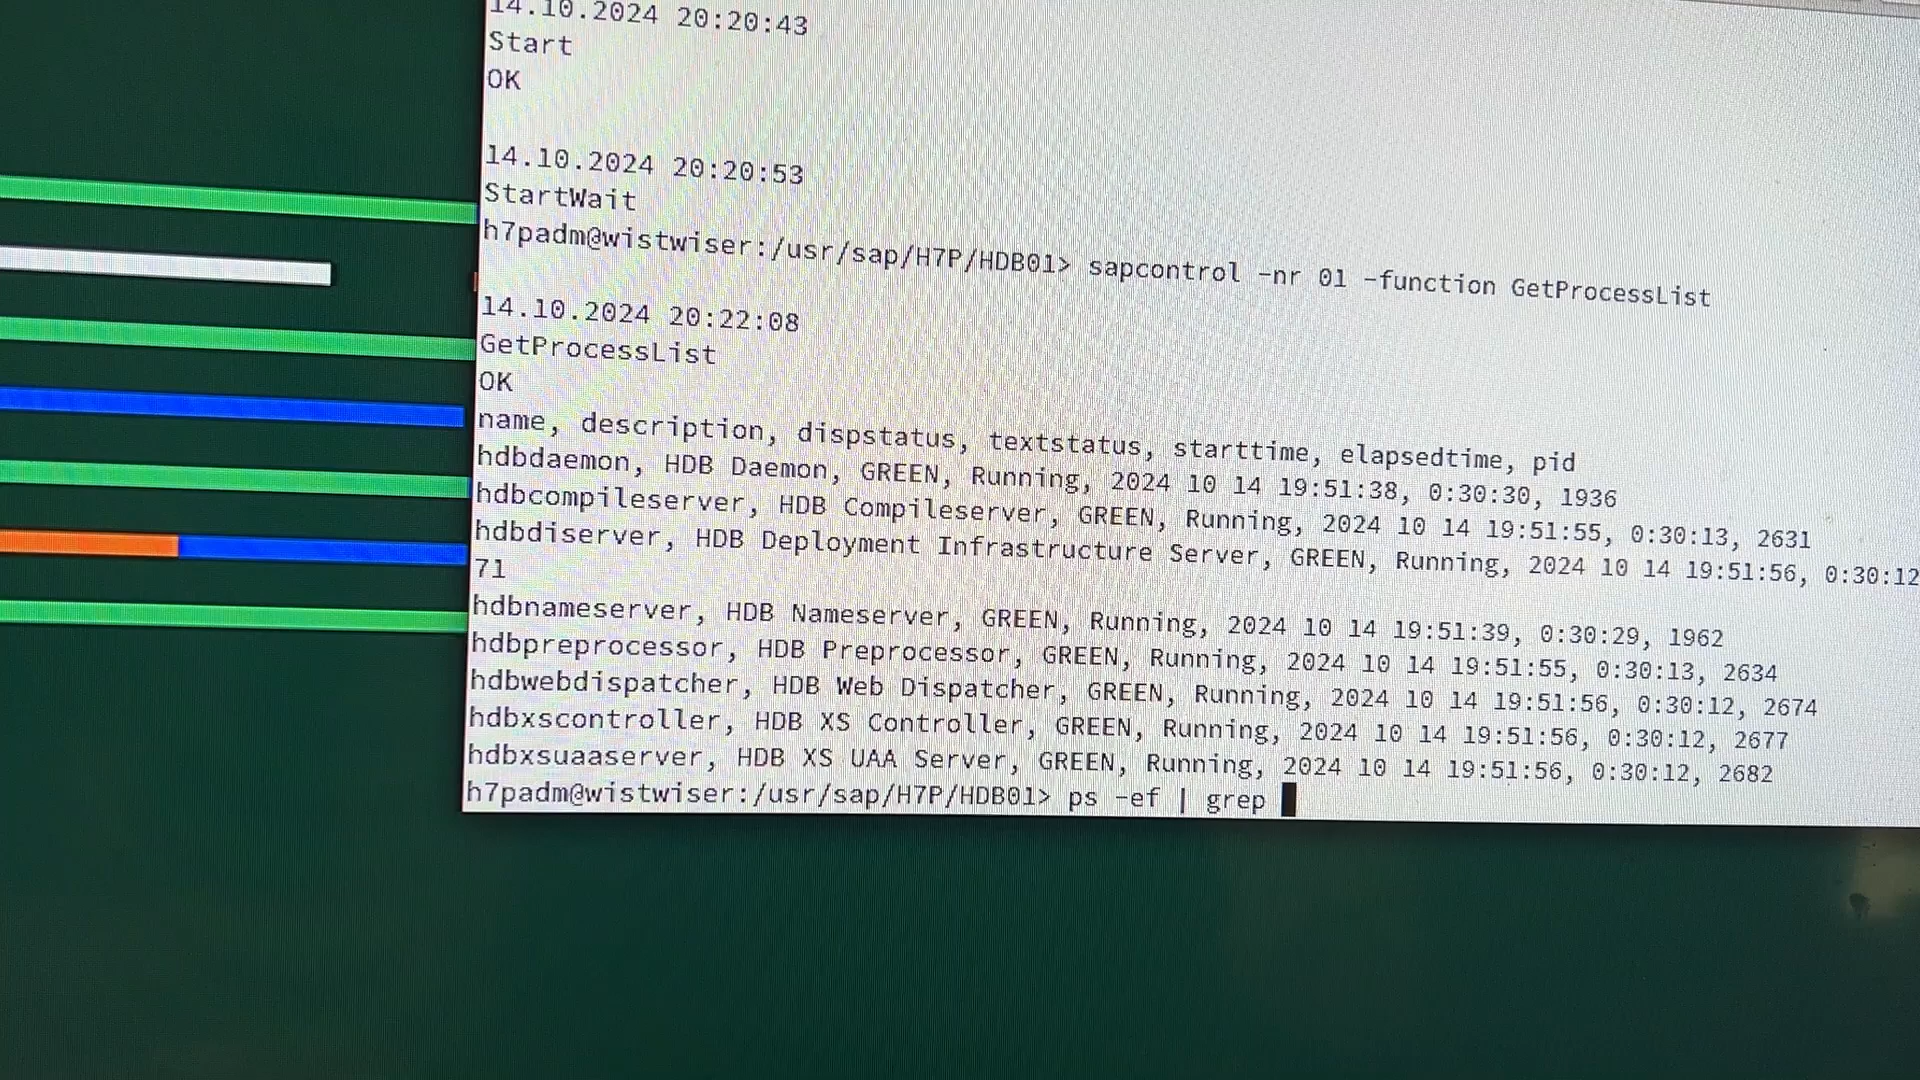 14.10.2024 20:20:43
Start
OK
14.10.2024 20:20:53
StartWait
h7padm@wistwiser:/usr/sap/H7P/HDB01> sapcontrol -nr 01 -function GetProcessList
14.10.2024 20:22:08
GetProcessList
OK
name, description, dispstatus, textstatus, starttime, elapsedtime, pid
hdbdaemon, HDB Daemon, GREEN, Running, 2024 10 14 19:51:38, 0:30:30, 1936
hdbcompileserver, HDB Compileserver, GREEN, Running, 2024 10 14 19:51:55, 0:30:13, 2631
hdbdiserver, HDB Deployment Infrastructure Server, GREEN, Running, 2024 10 14 19:51:56, 0:30:12
71
hdbnameserver, HDB Nameserver, GREEN, Running, 2024 10 14 19:51:39, 0:30:29, 1962
hdbpreprocessor, HDB Preprocessor, GREEN, Running, 2024 10 14 19:51:55, 0:30:13, 2634
hdbwebdispatcher, HDB Web Dispatcher, GREEN, Running, 2024 10 14 19:51:56, 0:30:12, 2674
hdbxscontroller, HDB XS Controller, GREEN, Running, 2024 10 14 19:51:56, 0:30:12, 2677
hdbxsuaaserver, HDB XS UAA Server, GREEN, Running, 2024 10 14 19:51:56, 0:30:12, 2682
h7padm@wistwiser:/usr/sap/H7P/HDB01> ps -ef | grep